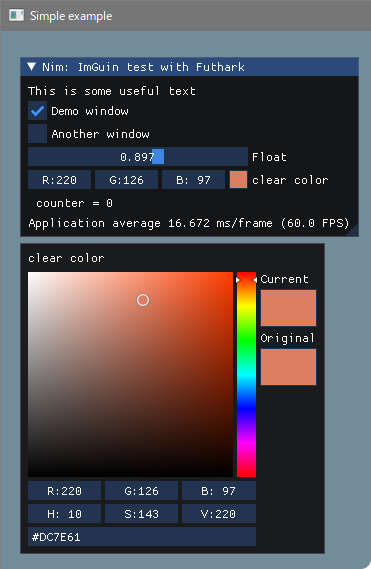 Simple example
Nim: ImGuin test with Futhark
This is some useful text
Demo window
Another window
0.897 Float
R:220 G:126 B: 97 clear color
counter = 0
Application average 16.672 ms/frame (60.0 FPS)
clear color
Current
Original
R:220 G:126 B: 97
H: 10 S:143 V:220
#DC7E61